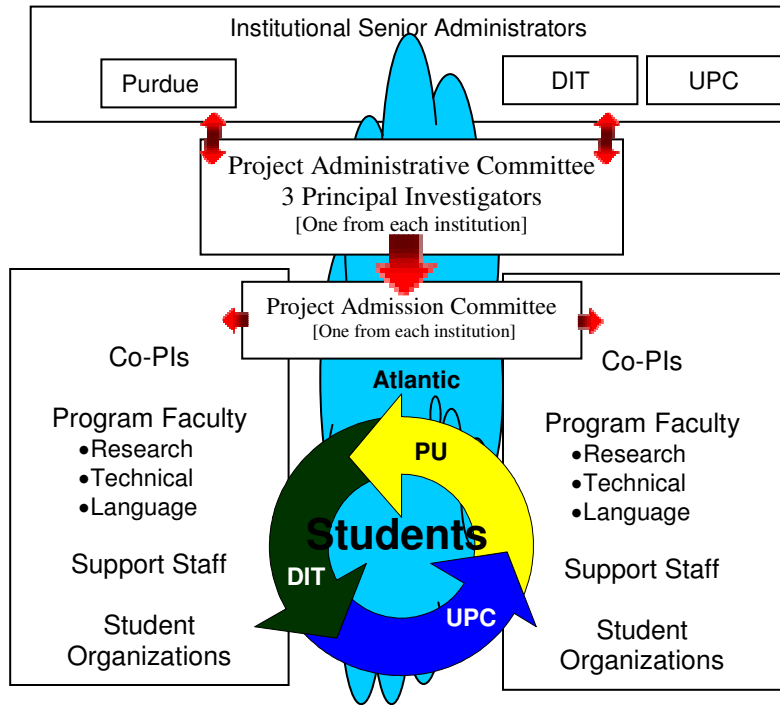 Institutional Senior Administrators
Purdue
DIT
UPC
Project Administrative Committee
3 Principal Investigators
[One from each institution]
Project Admission Committee
[One from each institution]
Co-PIs
Program Faculty
•Research
•Technical
•Language
Support Staff
Student
Organizations
Atlantic
PU
Students
DIT
UPC
Co-PIs
Program Faculty
•Research
•Technical
•Language
Support Staff
Student
Organizations